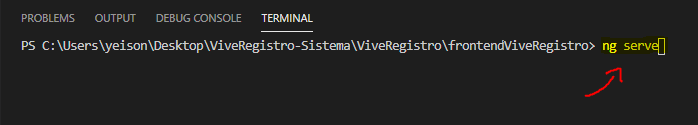 PROBLEMS OUTPUT DEBUG CONSOLE TERMINAL
PS C:\Users\yeison\Desktop\ViveRegistro-Sistema\ViveRegistro\frontendViveRegistro> ng serve